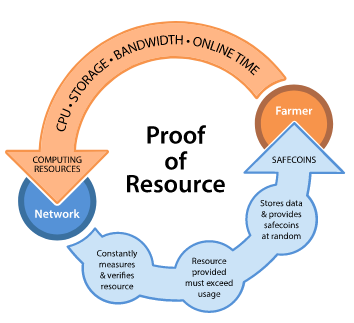 CPU • STORAGE • BANDWIDTH • ONLINE TIME
Farmer
Proof
of
Resource
COMPUTING
RESOURCES
SAFECOINS
Network
Stores data
& provides
safecoins
at random
Constantly
measures
& verifies
resource
Resource
provided
must exceed
usage